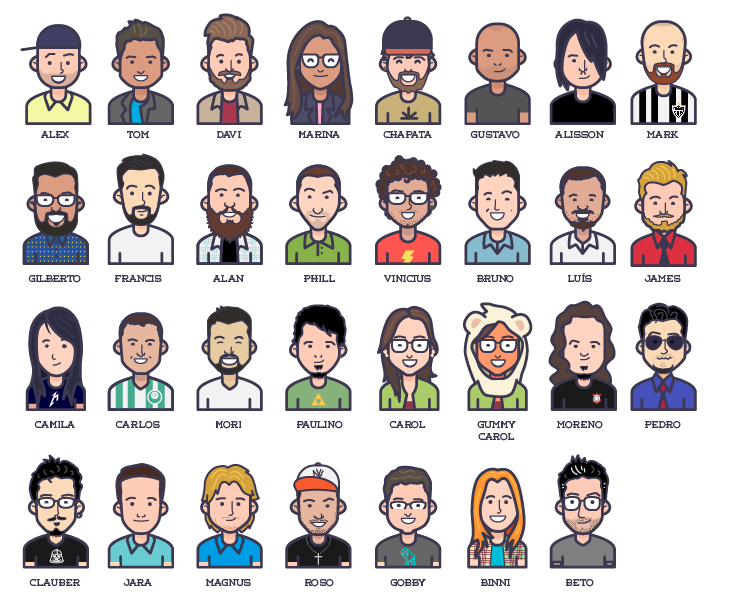 ALEX TOM DAVI MARINA CHAPATA GUSTAVO ALISSON MARK
GILBERTO FRANCIS ALAN PHILL VINICIUS BRUNO LUÍS JAMES
CAMILA CARLOS MORI PAULINO CAROL GUMMY MORENO PEDRO
CAROL
CLAUBER JARA MAGNUS ROSO GOBBY BINNI BETO